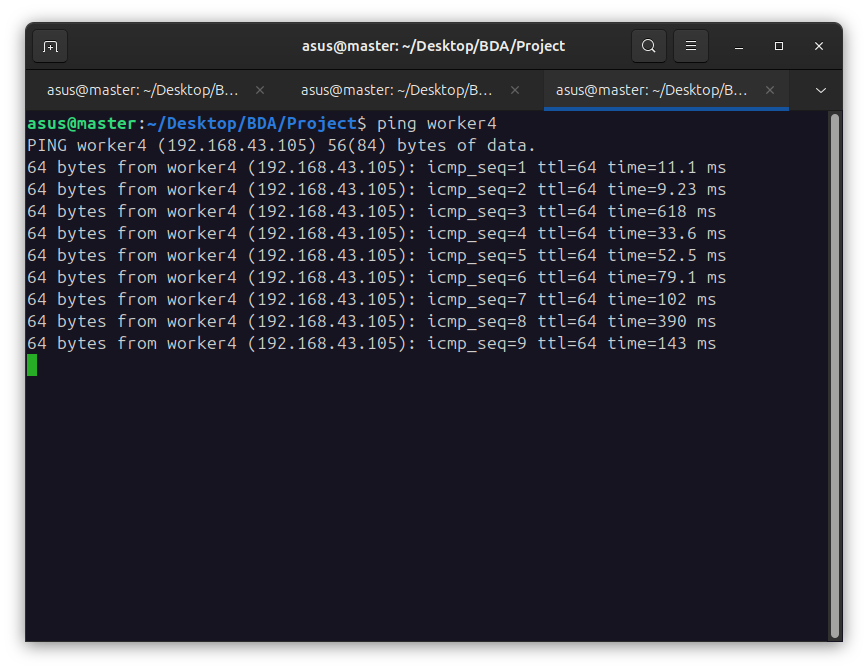 asus@master: ~/Desktop/BDA/Project
asus@master: ~/Desktop/B...
asus@master: ~/Desktop/B...
asus@master: ~/Desktop/B...
asus@master:~/Desktop/BDA/Project$ ping worker4
PING worker4 (192.168.43.105) 56(84) bytes of data.
64 bytes from worker4 (192.168.43.105): icmp_seq=1 ttl=64 time=11.1 ms
64 bytes from worker4 (192.168.43.105): icmp_seq=2 ttl=64 time=9.23 ms
64 bytes from worker4 (192.168.43.105): icmp_seq=3 ttl=64 time=618 ms
64 bytes from worker4 (192.168.43.105): icmp_seq=4 ttl=64 time=33.6 ms
64 bytes from worker4 (192.168.43.105): icmp_seq=5 ttl=64 time=52.5 ms
64 bytes from worker4 (192.168.43.105): icmp_seq=6 ttl=64 time=79.1 ms
64 bytes from worker4 (192.168.43.105): icmp_seq=7 ttl=64 time=102 ms
64 bytes from worker4 (192.168.43.105): icmp_seq=8 ttl=64 time=390 ms
64 bytes from worker4 (192.168.43.105): icmp_seq=9 ttl=64 time=143 ms